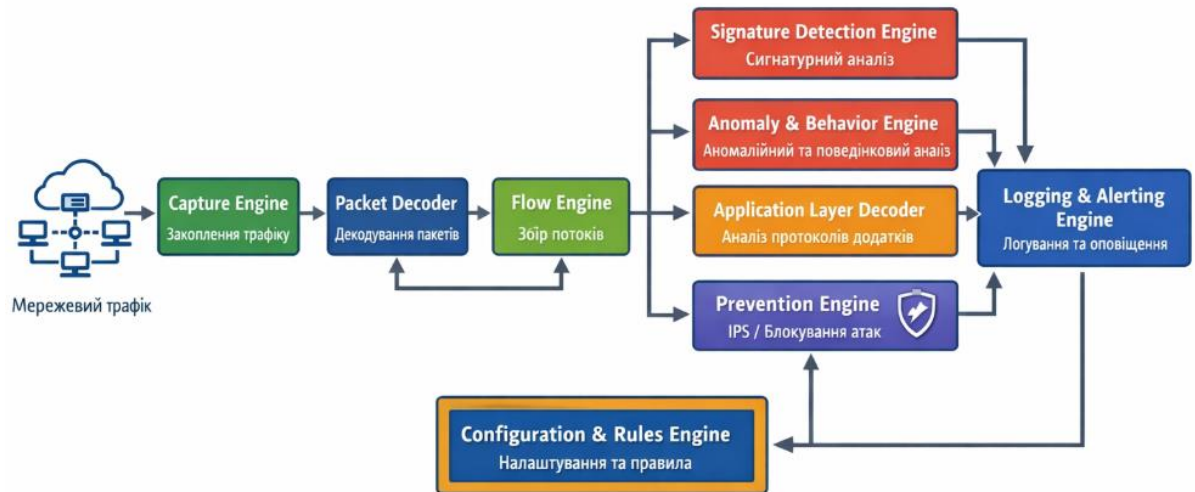 Signature Detection Engine
Сигнатурний аналіз
Anomaly & Behavior Engine
Аномалійний та поведінковий анаіз
Capture Engine
Закоплення трафіку
Packet Decoder
Декодування пакетів
Flow Engine
Збір потоків
Application Layer Decoder
Аналіз протоколів додатків
Logging & Alerting
Engine
Логування та оповіщення
Мережевий трафік
Prevention Engine
IPS / Блокування атак
Configuration & Rules Engine
Налаштування та правила